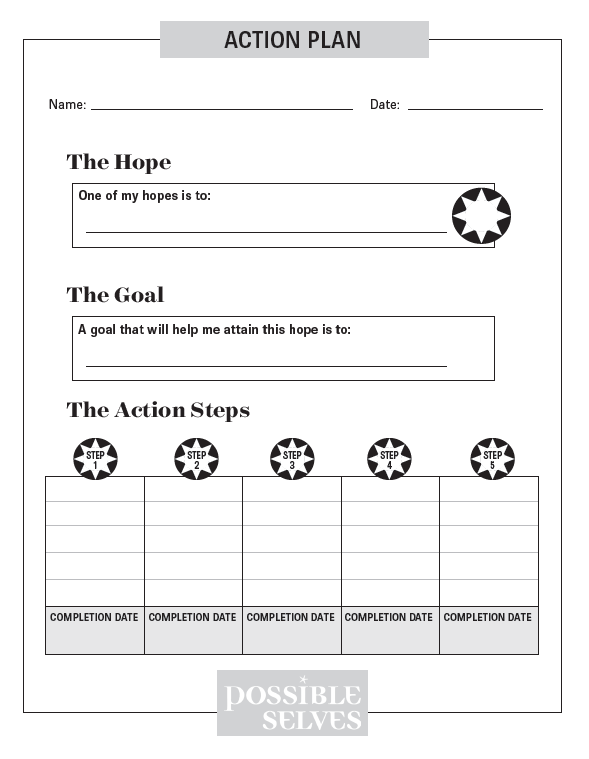 ACTION PLAN
Name: Date:
The Hope
One of my hopes is to:
The Goal
A goal that will help me attain this hope is to:
The Action Steps
STEP 1 STEP 2 STEP 3 STEP 4 STEP 5
COMPLETION DATE COMPLETION DATE COMPLETION DATE COMPLETION DATE COMPLETION DATE
POSSIBLE
SELVES